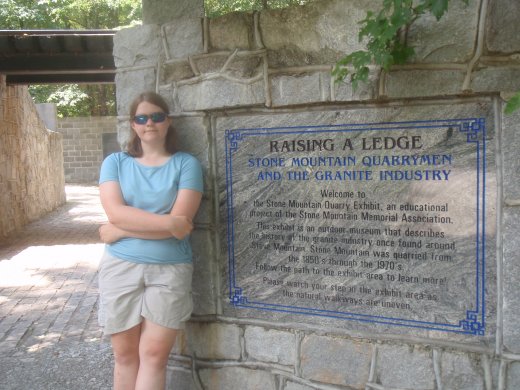 RAISING A LEDGE
STONE MOUNTAIN QUARRYMEN
AND THE GRANITE INDUSTRY
Welcome to
the Stone Mountain Quarry Exhibit, an educational
project of the Stone Mountain Memorial Association.
This exhibit is an outdoor museum that describes
the history of the granite industry once found around
Stone Mountain. Stone Mountain was quarried from
the 1850's through the 1970's.
Follow the path to the exhibit area to learn more!
Please watch your step in the exhibit area as
the natural walkways are uneven.